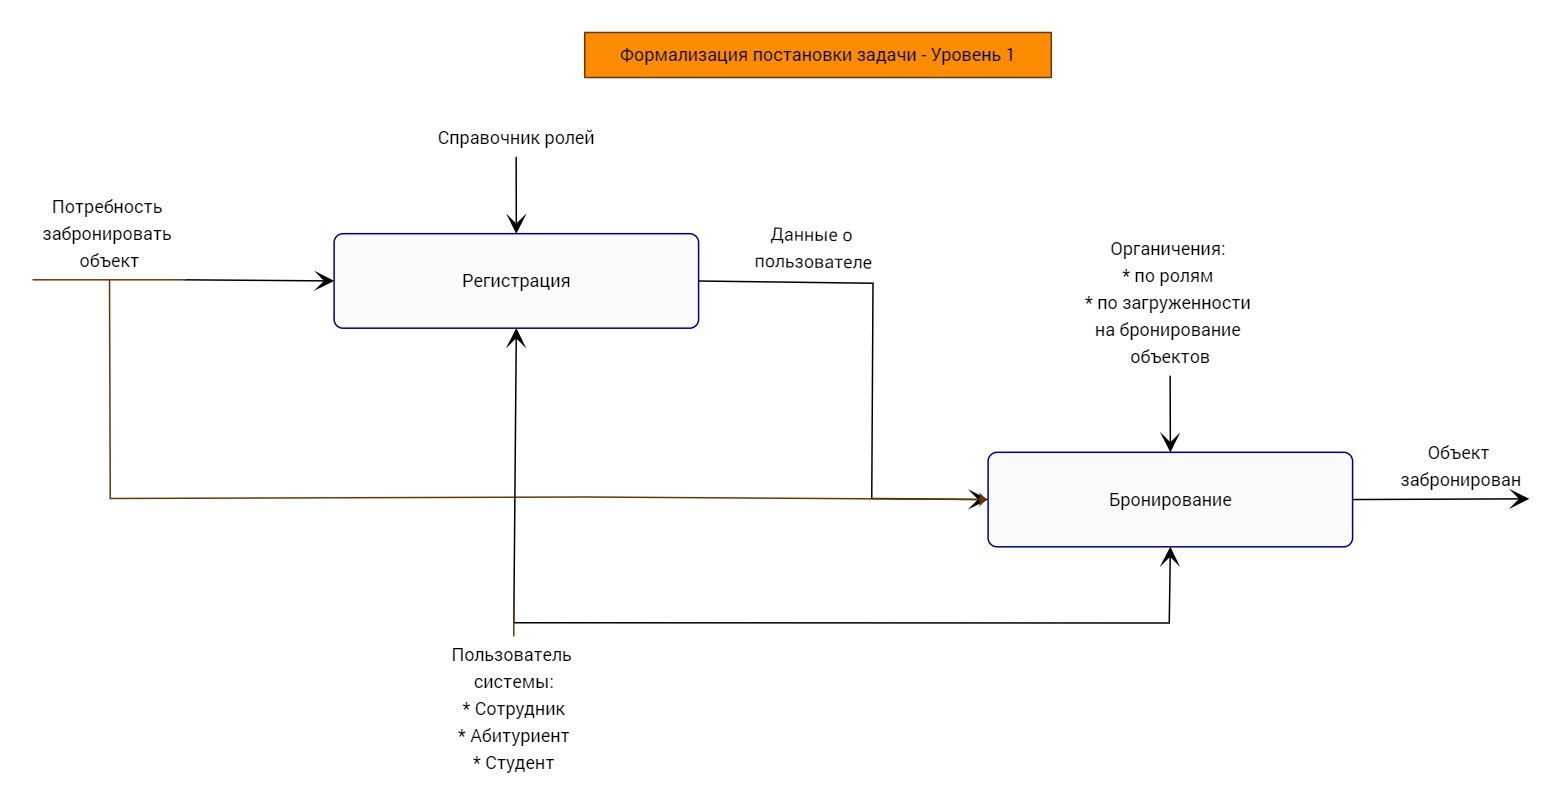 Формализация постановки задачи - Уровень 1
Справочник ролей
Потребность
забронировать
объект
Регистрация
Данные о
пользователе
Органичения:
* по ролям
* по загруженности
на бронирование
объектов
Бронирование
Объект
забронирован
Пользователь
системы:
* Сотрудник
* Абитуриент
* Студент